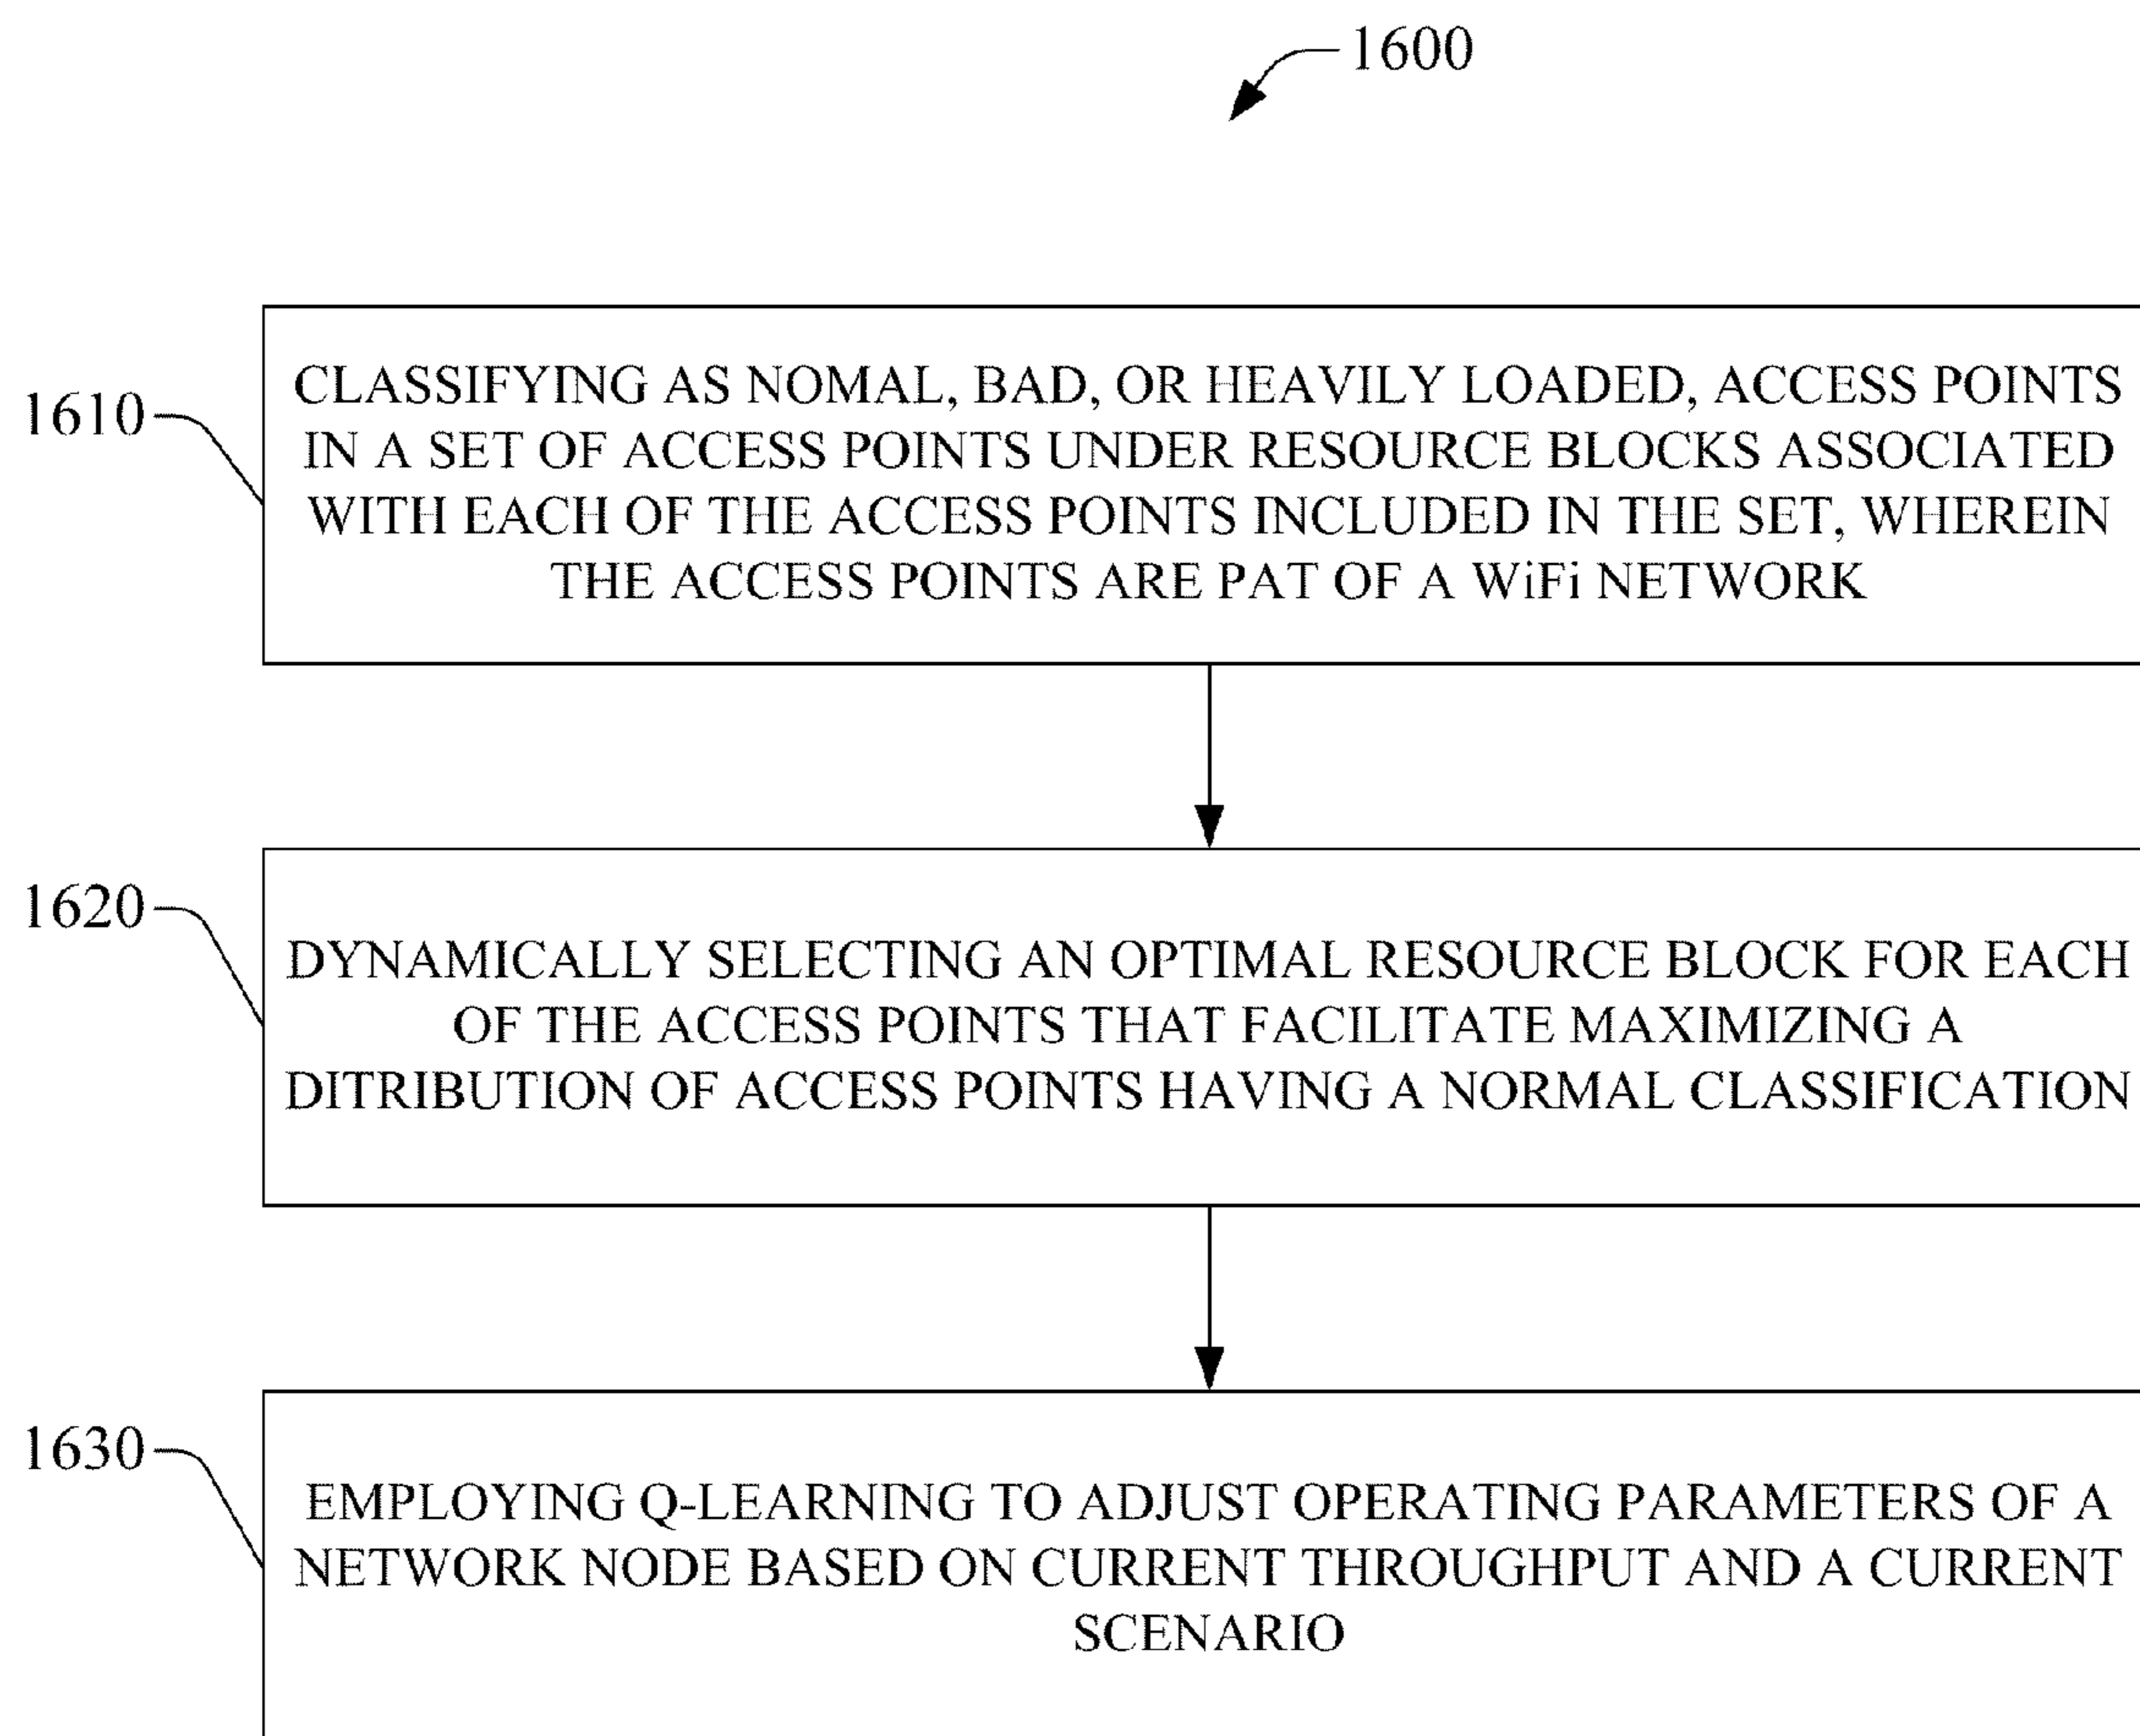 1600
1610
CLASSIFYING AS NOMAL, BAD, OR HEAVILY LOADED, ACCESS POINTS
IN A SET OF ACCESS POINTS UNDER RESOURCE BLOCKS ASSOCIATED
WITH EACH OF THE ACCESS POINTS INCLUDED IN THE SET, WHEREIN
THE ACCESS POINTS ARE PAT OF A WiFi NETWORK
1620
DYNAMICALLY SELECTING AN OPTIMAL RESOURCE BLOCK FOR EACH
OF THE ACCESS POINTS THAT FACILITATE MAXIMIZING A
DITRIBUTION OF ACCESS POINTS HAVING A NORMAL CLASSIFICATION
1630
EMPLOYING Q-LEARNING TO ADJUST OPERATING PARAMETERS OF A
NETWORK NODE BASED ON CURRENT THROUGHPUT AND A CURRENT
SCENARIO